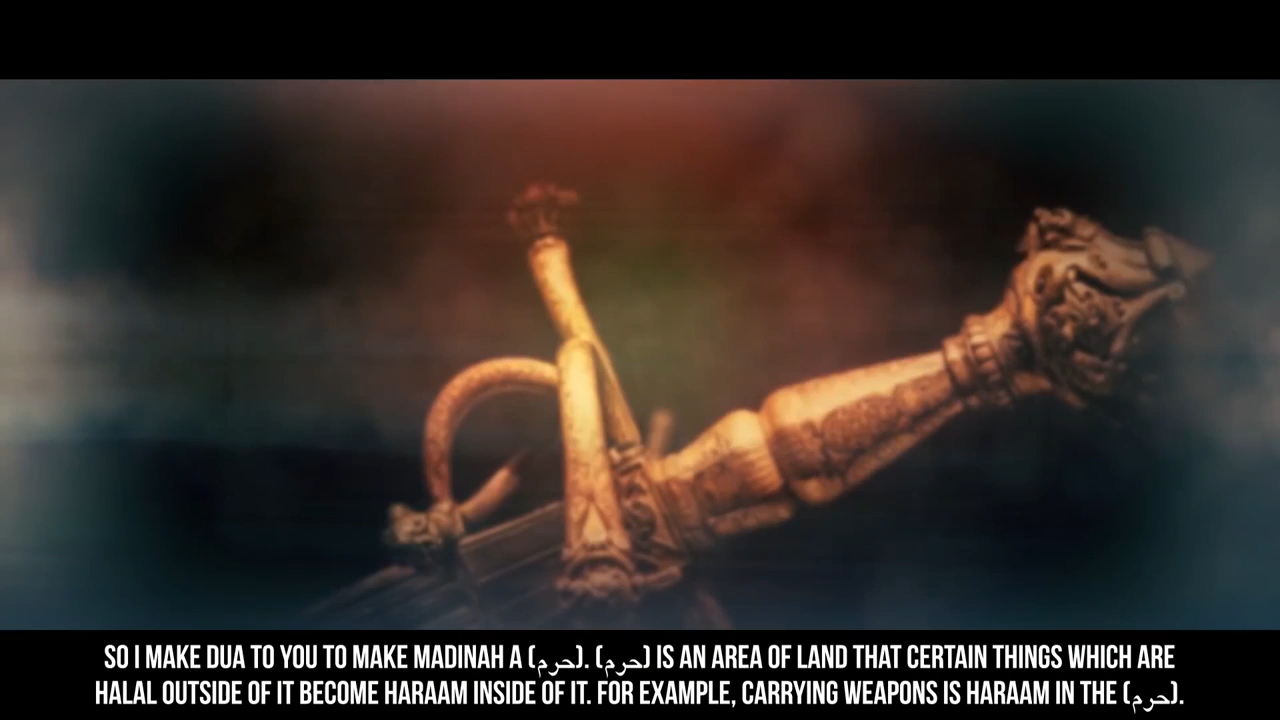 SO I MAKE DUA TO YOU TO MAKE MADINAH A (حرم). (حرم) IS AN AREA OF LAND THAT CERTAIN THINGS WHICH ARE
HALAL OUTSIDE OF IT BECOME HARAAM INSIDE OF IT. FOR EXAMPLE, CARRYING WEAPONS IS HARAAM IN THE (حرم).